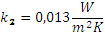 k₂ = 0,013 W/m²K